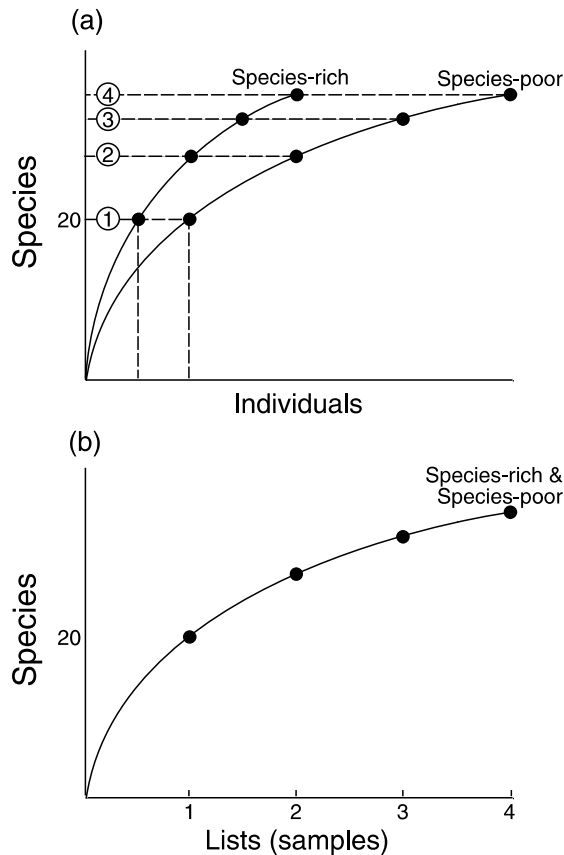 (a)
Species-rich
Species-poor
④
③
②
20
①
Species
Individuals
(b)
Species-rich &
Species-poor
20
Species
1
2
3
4
Lists (samples)